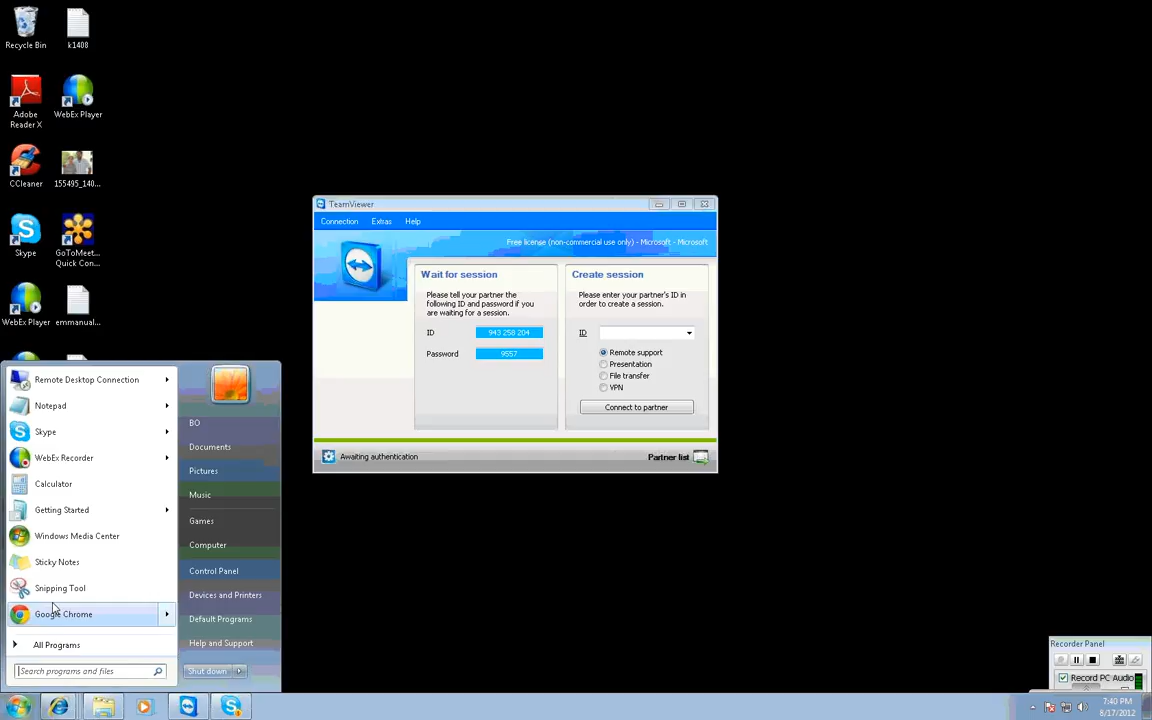 Recycle Bin
k1408
Adobe
Reader X
WebEx Player
CCleaner
155495_140...
Skype
GoToMeet...
Quick Con...
WebEx Player
emmanual...
TeamViewer
Connection Extras Help
Free license (non-commercial use only) - Microsoft - Microsoft
Wait for session
Please tell your partner the
following ID and password if you
are waiting for a session.
ID 943 258 204
Password 9557
Create session
Please enter your partner's ID in
order to create a session.
ID
Remote support
Presentation
File transfer
VPN
Connect to partner
Awaiting authentication
Partner list
Remote Desktop Connection
Notepad
Skype
WebEx Recorder
Calculator
Getting Started
Windows Media Center
Sticky Notes
Snipping Tool
Google Chrome
All Programs
Search programs and files
BO
Documents
Pictures
Music
Games
Computer
Control Panel
Devices and Printers
Default Programs
Help and Support
Shut down
Recorder Panel
Record PC Audio
7:40 PM
8/17/2012